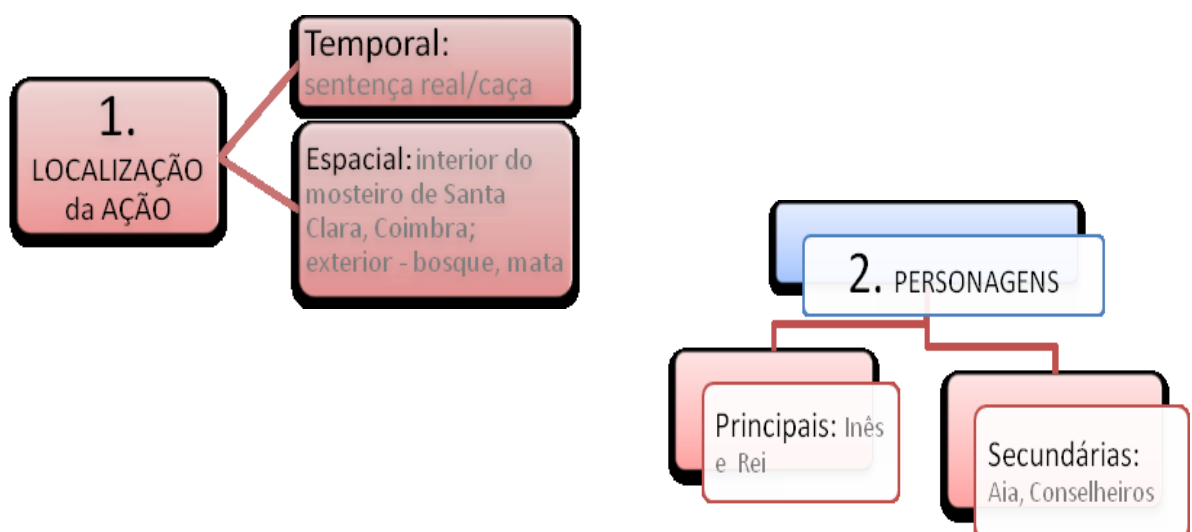 1.
LOCALIZAÇÃO
da AÇÃO
Temporal:
sentença real/caça
Espacial: interior do
mosteiro de Santa
Clara, Coimbra;
exterior - bosque, mata
2. PERSONAGENS
Principais: Inês
e Rei
Secundárias:
Aia, Conselheiros